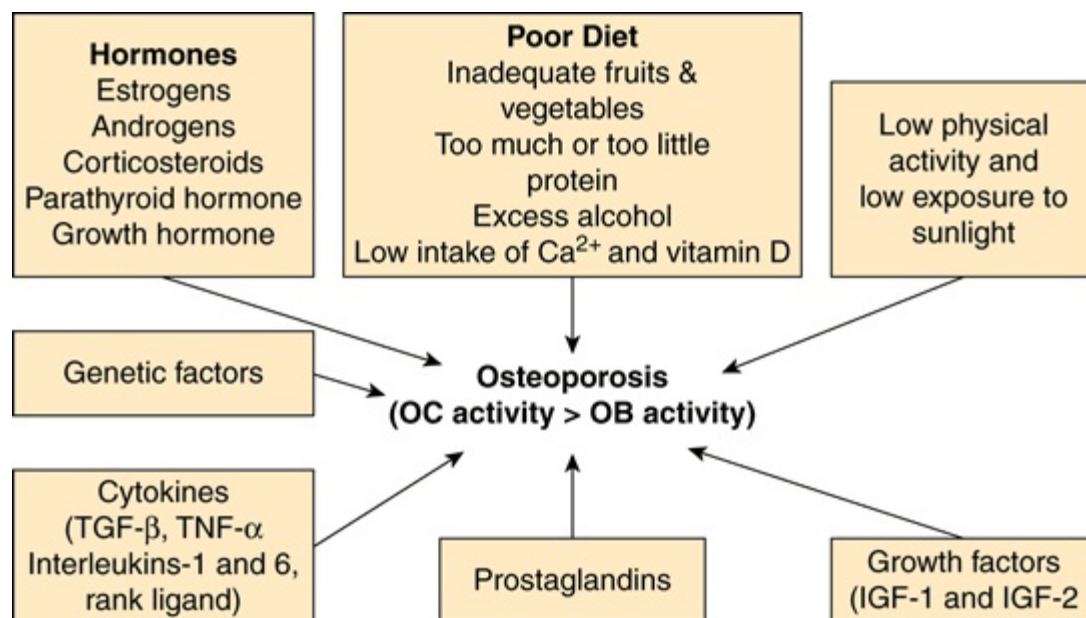 Hormones
Estrogens
Androgens
Corticosteroids
Parathyroid hormone
Growth hormone
Poor Diet
Inadequate fruits &
vegetables
Too much or too little
protein
Excess alcohol
Low intake of Ca²⁺ and vitamin D
Low physical
activity and
low exposure to
sunlight
Genetic factors
Osteoporosis
(OC activity > OB activity)
Cytokines
(TGF-β, TNF-α
Interleukins-1 and 6,
rank ligand)
Prostaglandins
Growth factors
(IGF-1 and IGF-2